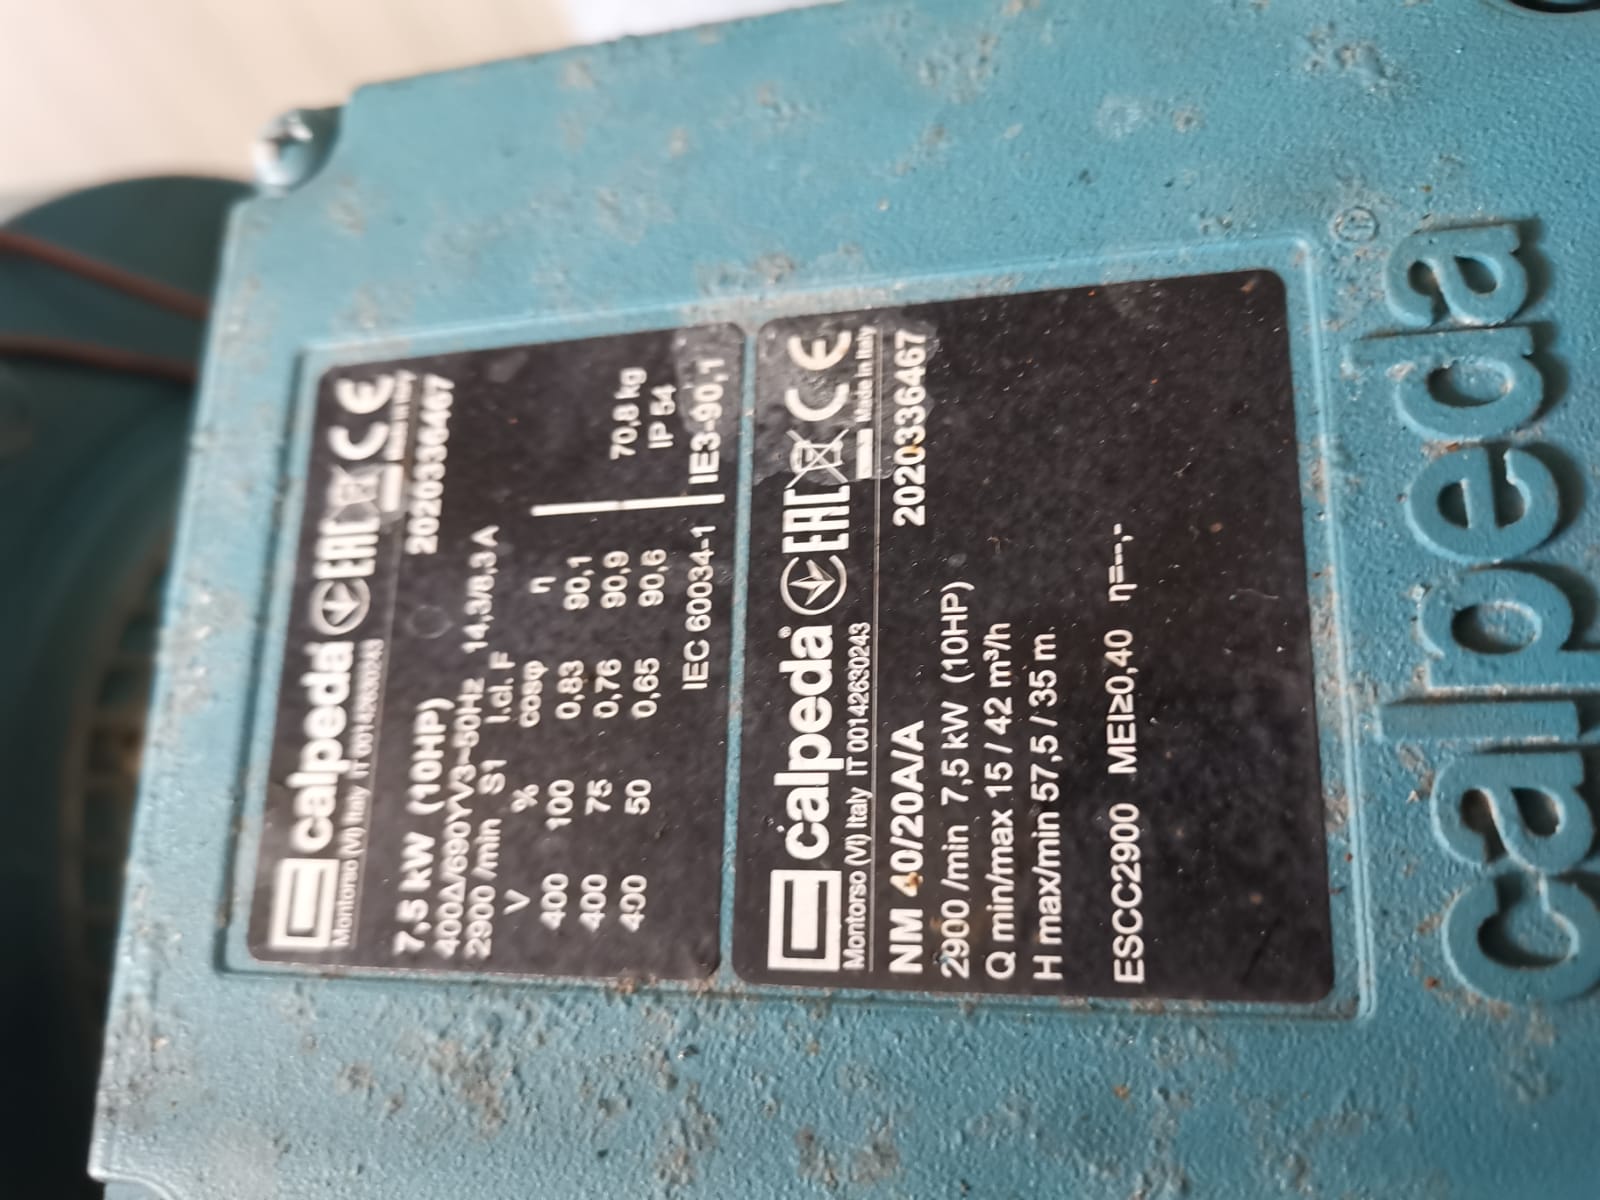 calpeda EAC CE
Montorso (VI) Italy IT 00142630243 Made in Italy
2020336467
7,5 kW (10HP)
400Δ/690YV3~50Hz 14,3/8,3 A
2900 /min S1 I.cl. F
V % cosφ η
400 100 0,83 90,1
400 75 0,76 90,9 70,8 kg
400 50 0,65 90,6 IP 54
IEC 60034-1 IE3-90,1
calpeda® EAC CE
Montorso (VI) Italy IT 00142630243 Made in Italy
2020336467
NM 40/20A/A
2900 /min 7,5 kW (10HP)
Q min/max 15 / 42 m³/h
H max/min 57,5 / 35 m
ESCC2900 MEI≥0,40 η=--,-
calpeda®